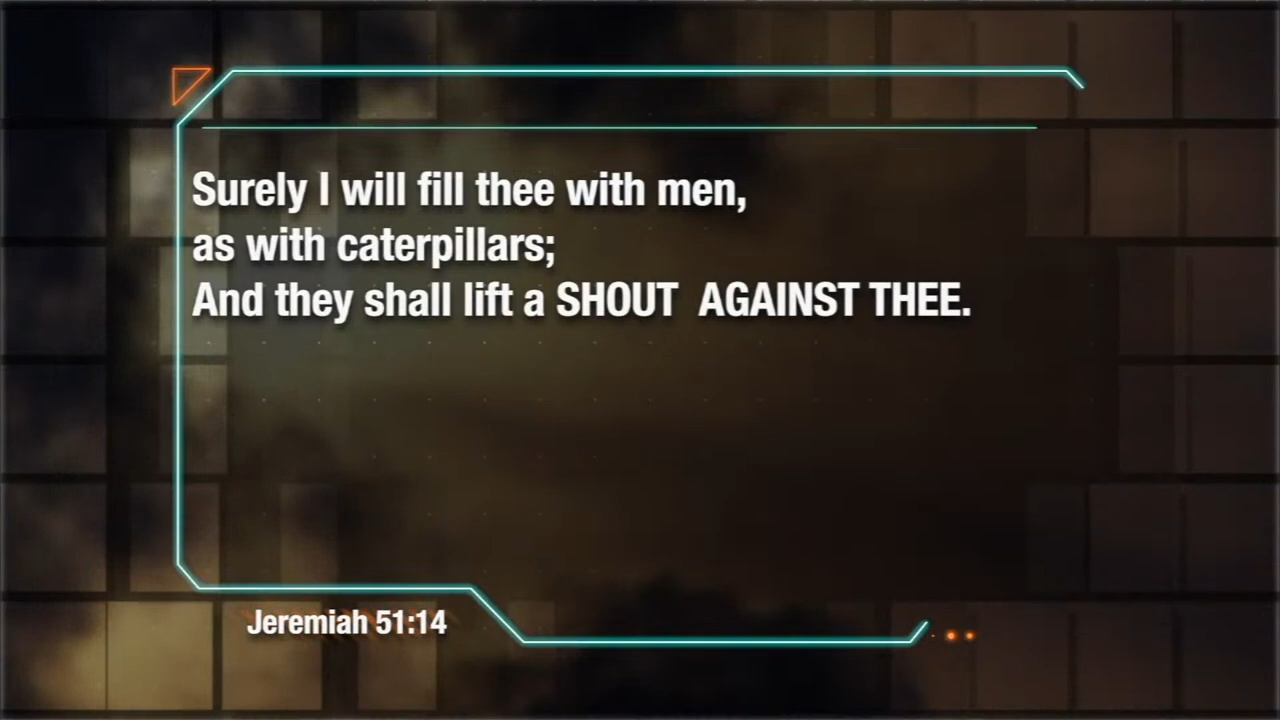 Surely I will fill thee with men,
as with caterpillars;
And they shall lift a SHOUT  AGAINST THEE.
Jeremiah 51:14